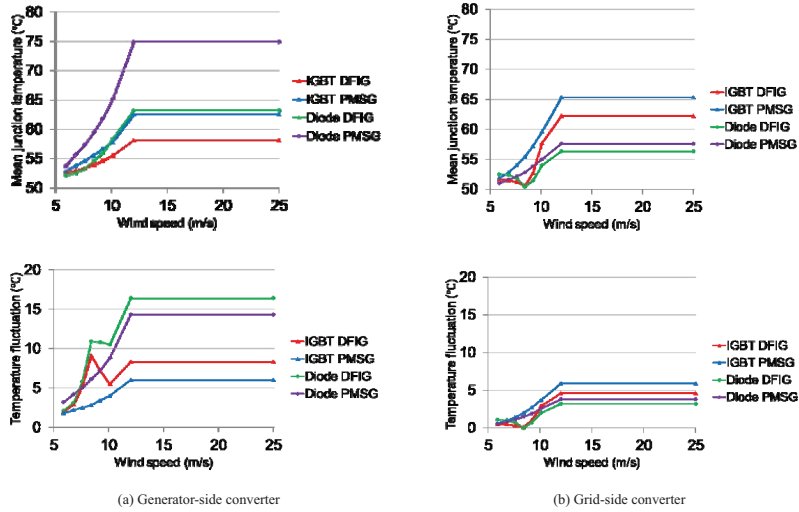 Mean junction temperature (°C)
80
75
70
65
60
55
50
5
10
15
20
25
Wind speed (m/s)
IGBT DFIG
IGBT PMSG
Diode DFIG
Diode PMSG
Mean junction temperature (°C)
80
75
70
65
60
55
50
5
10
15
20
25
Wind speed (m/s)
IGBT DFIG
IGBT PMSG
Diode DFIG
Diode PMSG
Temperature fluctuation (°C)
20
15
10
5
0
5
10
15
20
25
Wind speed (m/s)
IGBT DFIG
IGBT PMSG
Diode DFIG
Diode PMSG
Temperature fluctuation (°C)
20
15
10
5
0
5
10
15
20
25
Wind speed (m/s)
IGBT DFIG
IGBT PMSG
Diode DFIG
Diode PMSG
(a) Generator-side converter
(b) Grid-side converter